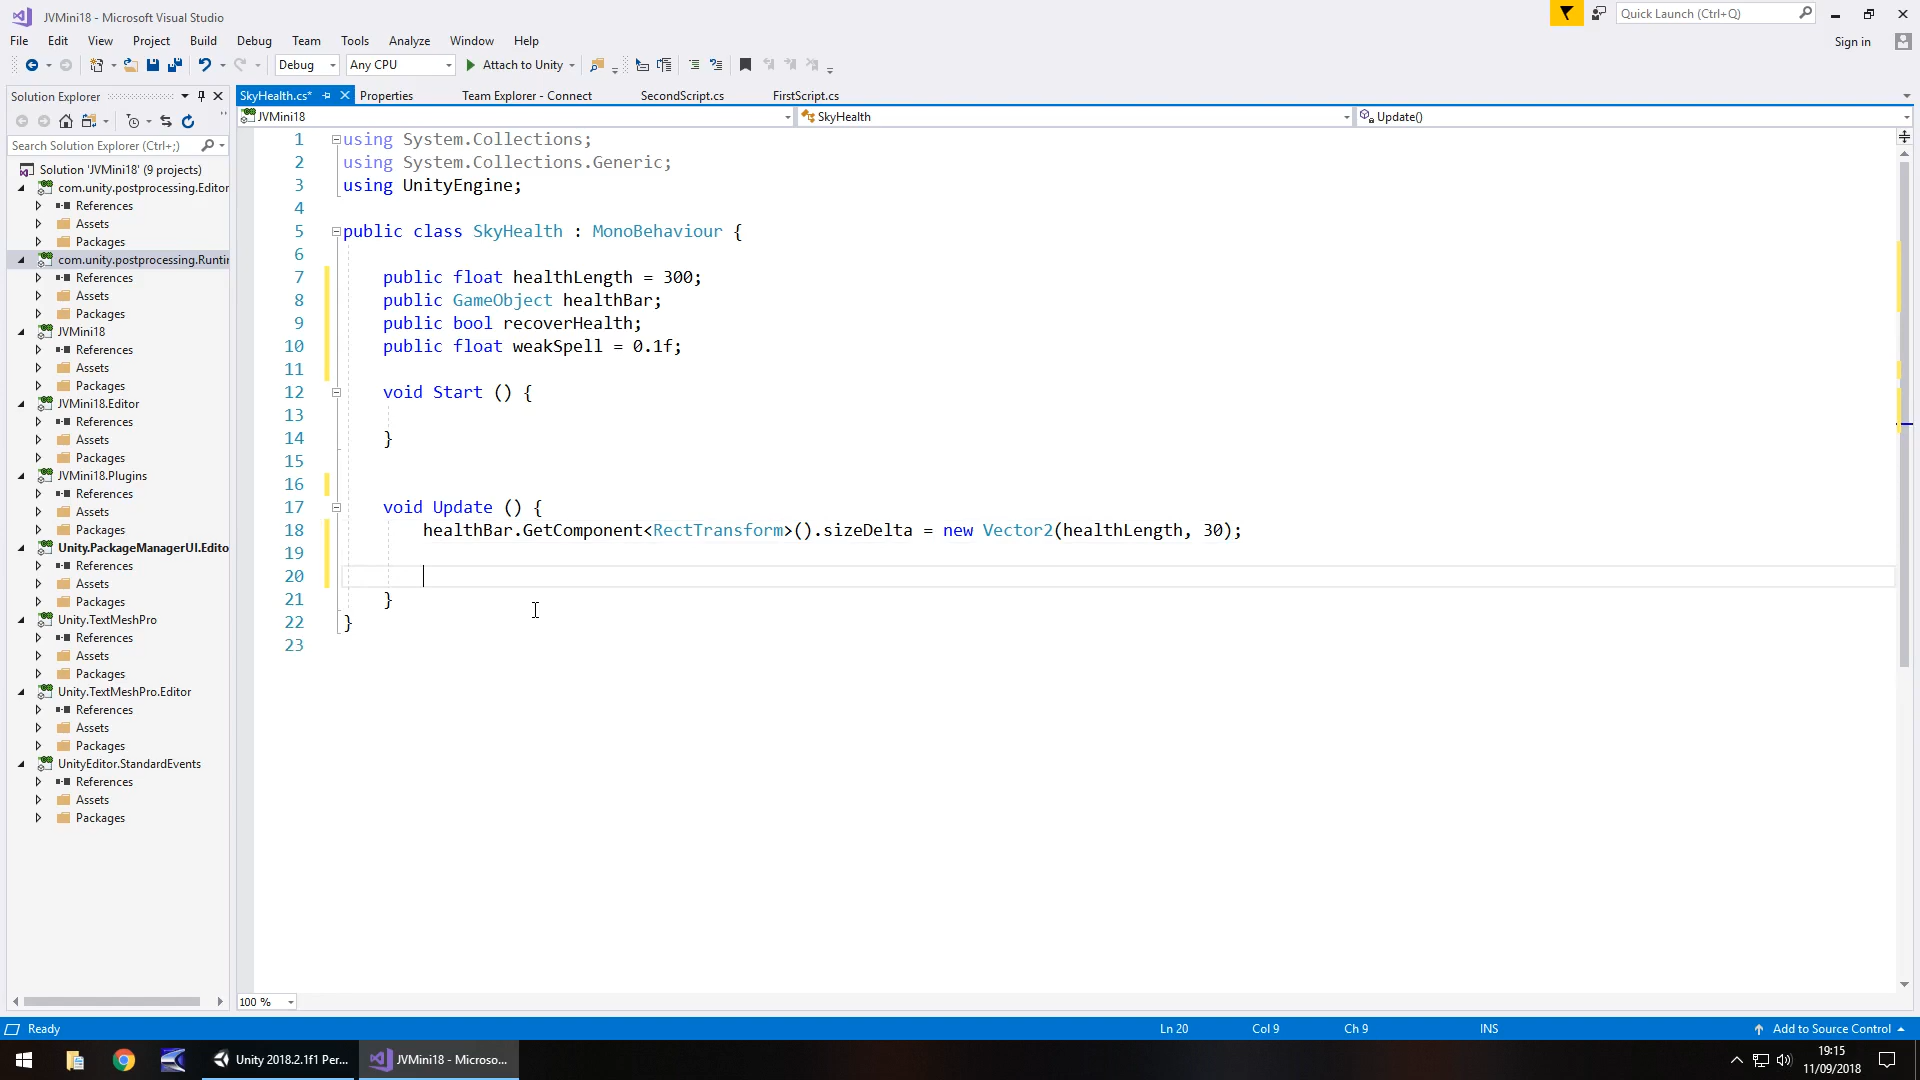 JVMini18 - Microsoft Visual Studio
Quick Launch (Ctrl+Q)
File Edit View Project Build Debug Team Tools Analyze Window Help
Sign in
Debug Any CPU Attach to Unity
Solution Explorer
SkyHealth.cs* Properties Team Explorer - Connect SecondScript.cs FirstScript.cs
JVMini18 SkyHealth Update()
Search Solution Explorer (Ctrl+;)
Solution 'JVMini18' (9 projects)
com.unity.postprocessing.Editor
References
Assets
Packages
com.unity.postprocessing.Runtir
References
Assets
Packages
JVMini18
References
Assets
Packages
JVMini18.Editor
References
Assets
Packages
JVMini18.Plugins
References
Assets
Packages
Unity.PackageManagerUI.Edito
References
Assets
Packages
Unity.TextMeshPro
References
Assets
Packages
Unity.TextMeshPro.Editor
References
Assets
Packages
UnityEditor.StandardEvents
References
Assets
Packages
1 using System.Collections;
2 using System.Collections.Generic;
3 using UnityEngine;
4
5 public class SkyHealth : MonoBehaviour {
6
7 public float healthLength = 300;
8 public GameObject healthBar;
9 public bool recoverHealth;
10 public float weakSpell = 0.1f;
11
12 void Start () {
13
14 }
15
16
17 void Update () {
18 healthBar.GetComponent<RectTransform>().sizeDelta = new Vector2(healthLength, 30);
19
20
21 }
22 }
23
100 %
Ready Ln 20 Col 9 Ch 9 INS Add to Source Control
Unity 2018.2.1f1 Per... JVMini18 - Microso...
19:15
11/09/2018